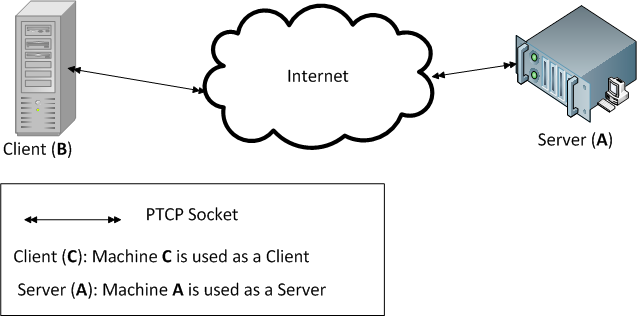 Internet
Client (B)
Server (A)
PTCP Socket
Client (C): Machine C is used as a Client
Server (A): Machine A is used as a Server